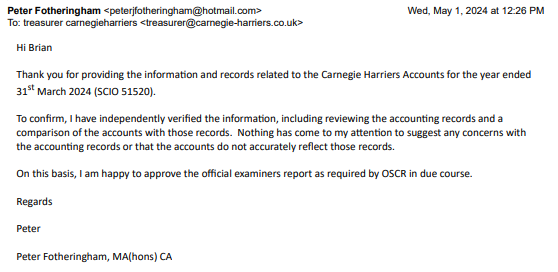 Peter Fotheringham <peterjfotheringham@hotmail.com> Wed, May 1, 2024 at 12:26 PM
To: treasurer carnegieharriers <treasurer@carnegie-harriers.co.uk>
Hi Brian
Thank you for providing the information and records related to the Carnegie Harriers Accounts for the year ended
31st March 2024 (SCIO 51520).
To confirm, I have independently verified the information, including reviewing the accounting records and a
comparison of the accounts with those records. Nothing has come to my attention to suggest any concerns with
the accounting records or that the accounts do not accurately reflect those records.
On this basis, I am happy to approve the official examiners report as required by OSCR in due course.
Regards
Peter
Peter Fotheringham, MA(hons) CA